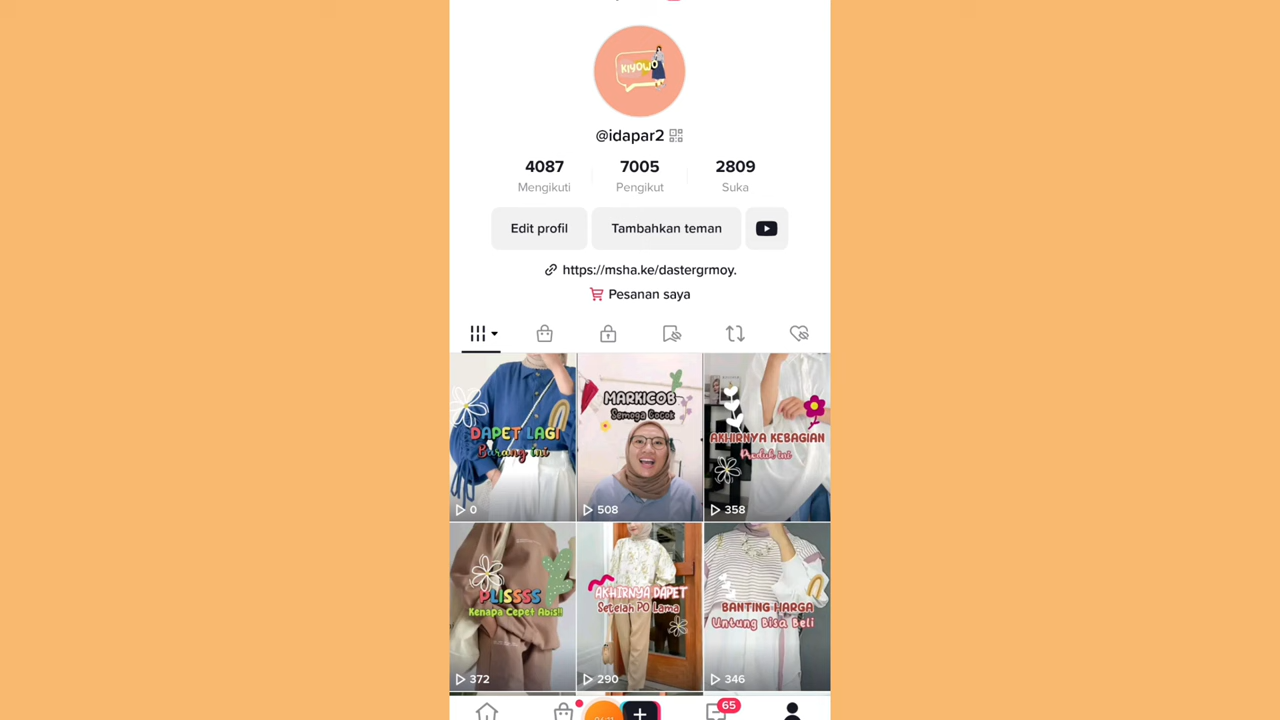 KIYOWO
@idapar2
4087 7005 2809
Mengikuti Pengikut Suka
Edit profil Tambahkan teman
https://msha.ke/dastergrmoy.
Pesanan saya
DAPET LAGI
Barang Ini
0
MARKICOB
Semoga Cocok
508
AKHIRNYA KEBAGIAN
Produk ini
358
PLISSSS
Kenapa Cepet Abis!!
372
AKHIRNYA DAPET
Setelah PO Lama
290
BANTING HARGA
Untung Bisa Beli
346
65